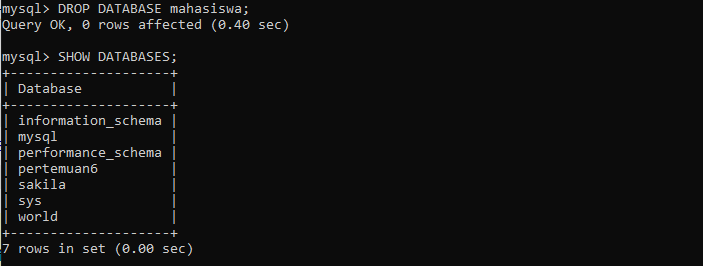 mysql> DROP DATABASE mahasiswa;
Query OK, 0 rows affected (0.40 sec)
mysql> SHOW DATABASES;
+--------------------+
| Database           |
+--------------------+
| information_schema |
| mysql              |
| performance_schema |
| pertemuan6         |
| sakila             |
| sys                |
| world              |
+--------------------+
7 rows in set (0.00 sec)